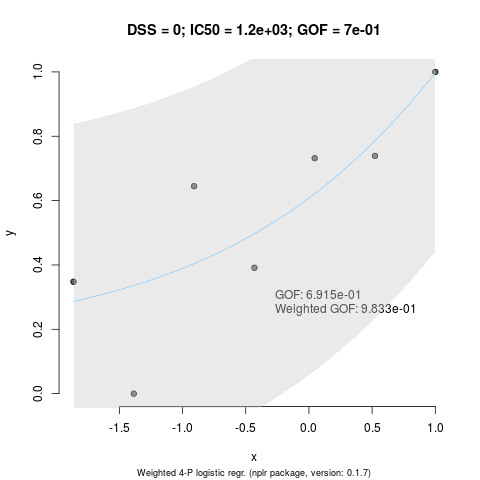 DSS = 0; IC50 = 1.2e+03; GOF = 7e-01
1.0
0.8
0.6
0.4
0.2
0.0
y
GOF: 6.915e-01
Weighted GOF: 9.833e-01
-1.5 -1.0 -0.5 0.0 0.5 1.0
x
Weighted 4-P logistic regr. (nplr package, version: 0.1.7)